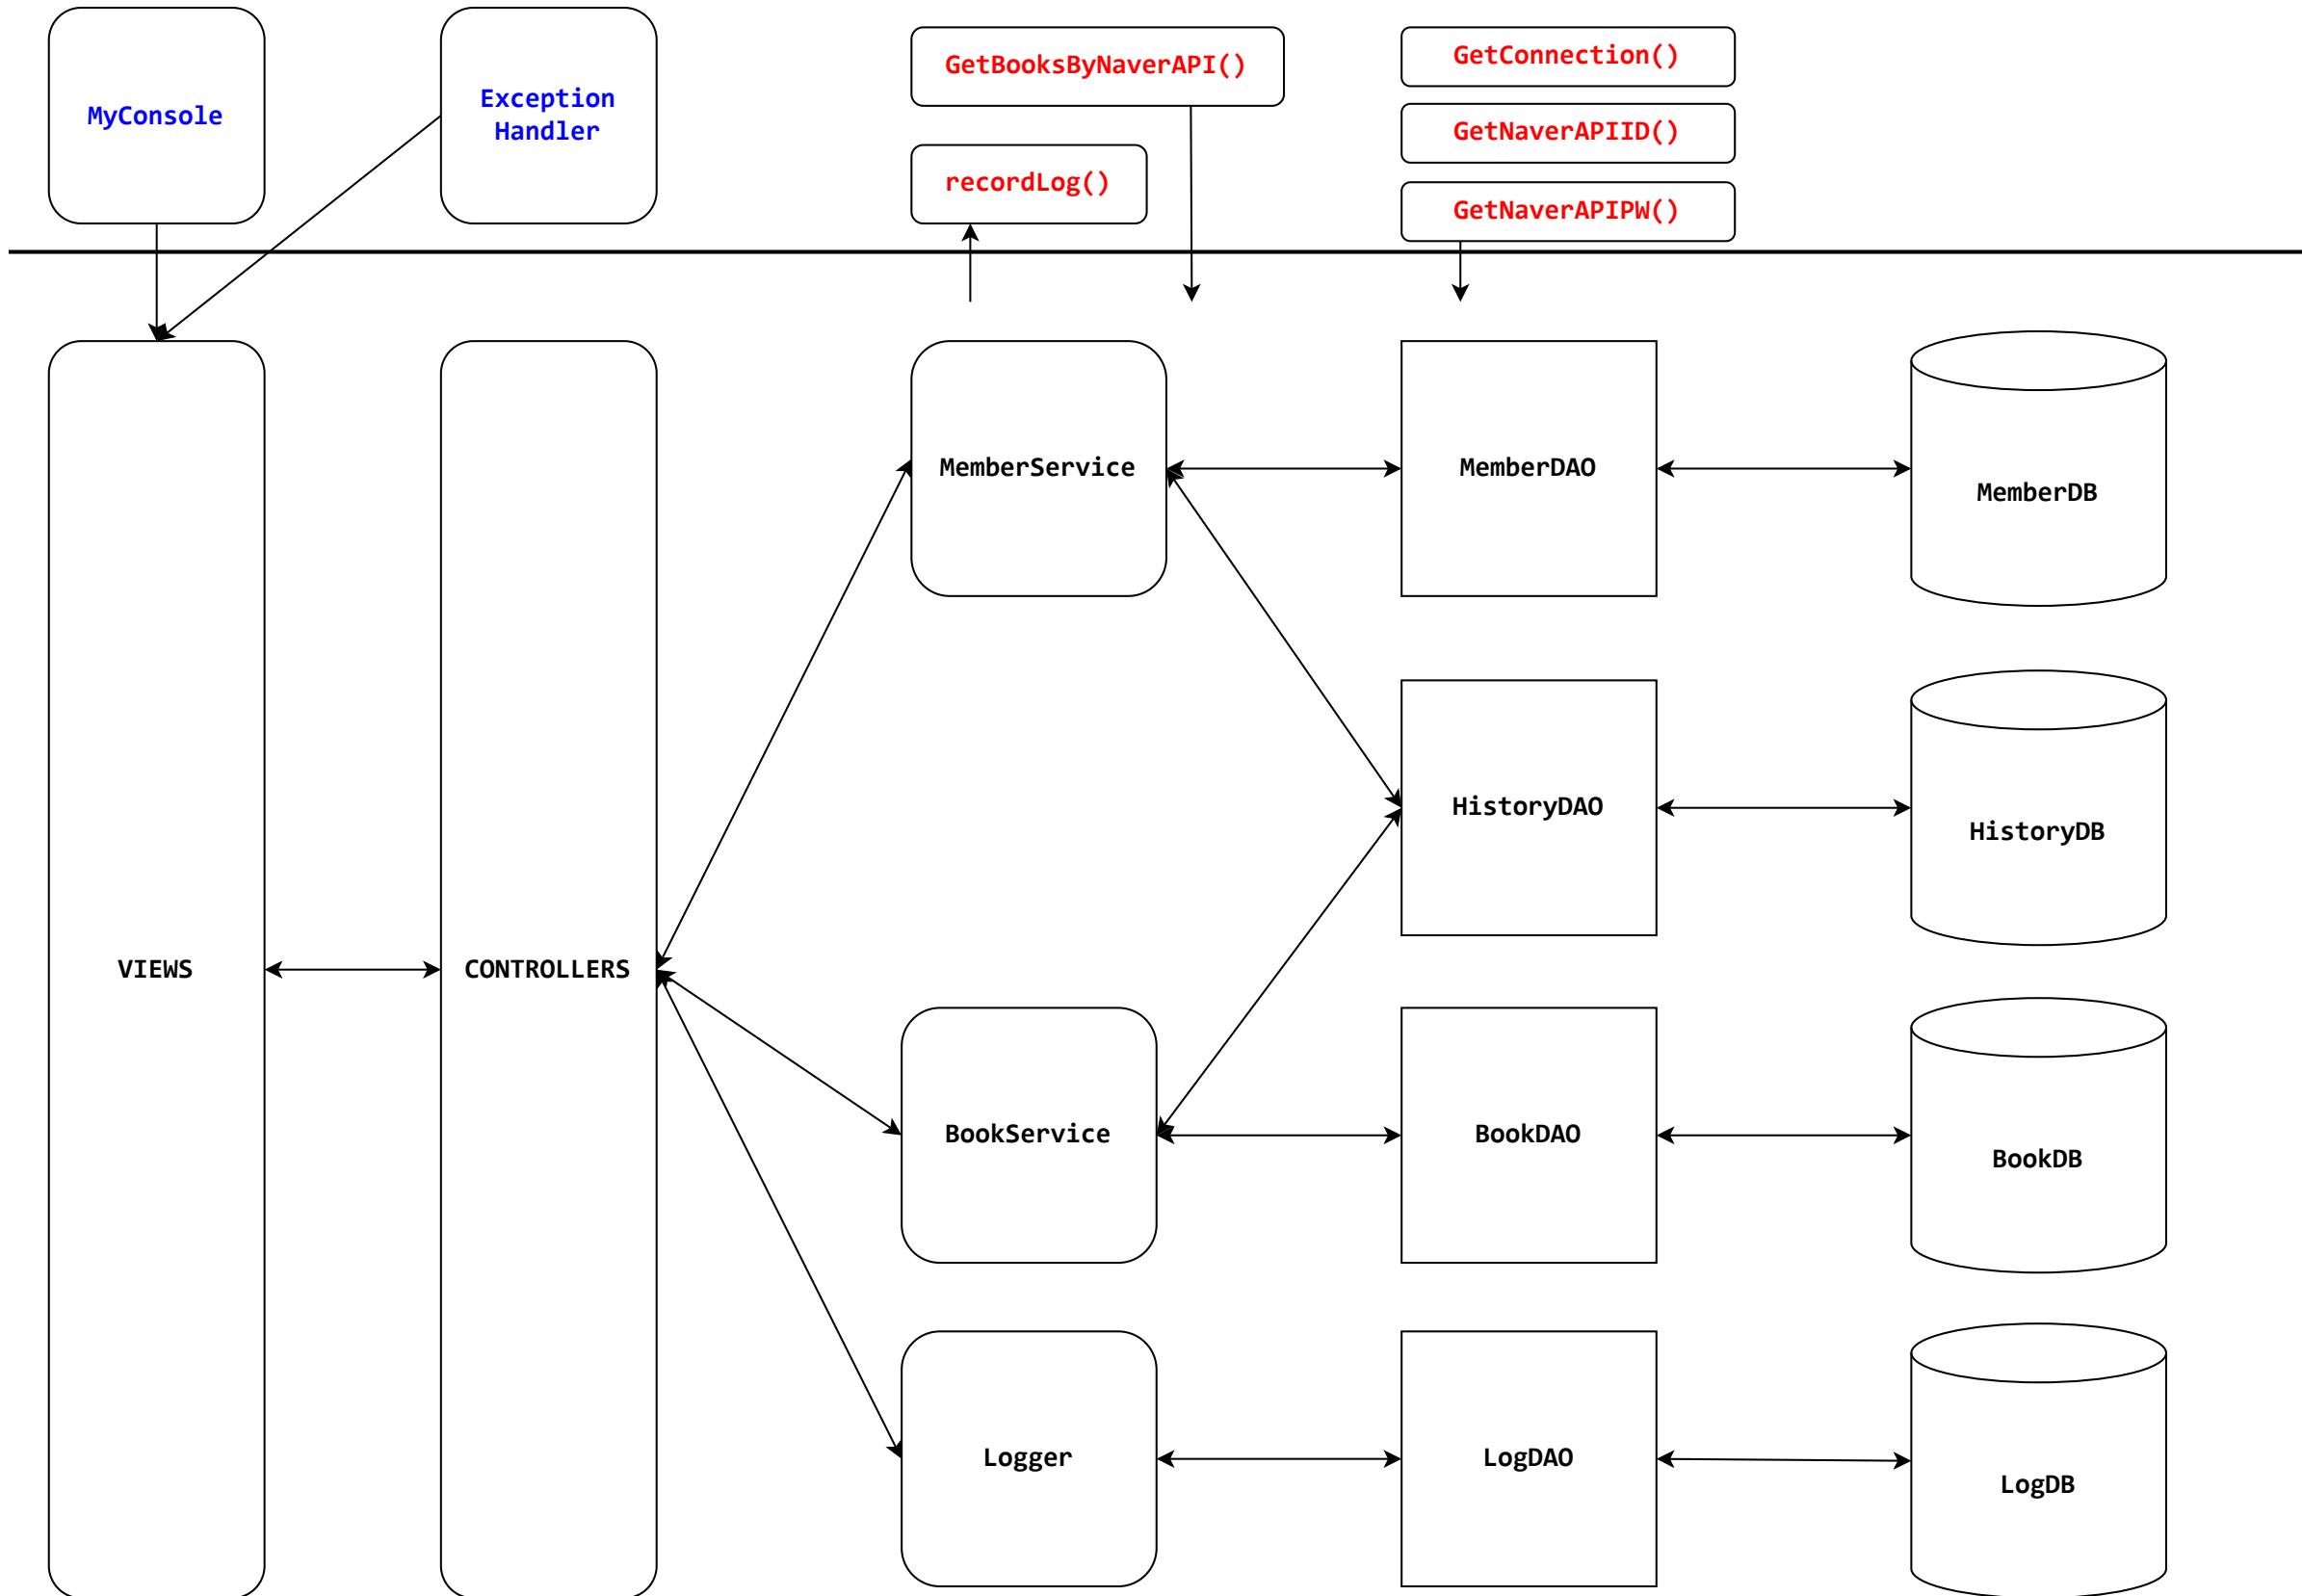 MyConsole
Exception
Handler
GetBooksByNaverAPI()
recordLog()
GetConnection()
GetNaverAPIID()
GetNaverAPIPW()
VIEWS
CONTROLLERS
MemberService
MemberDAO
MemberDB
HistoryDAO
HistoryDB
BookService
BookDAO
BookDB
Logger
LogDAO
LogDB